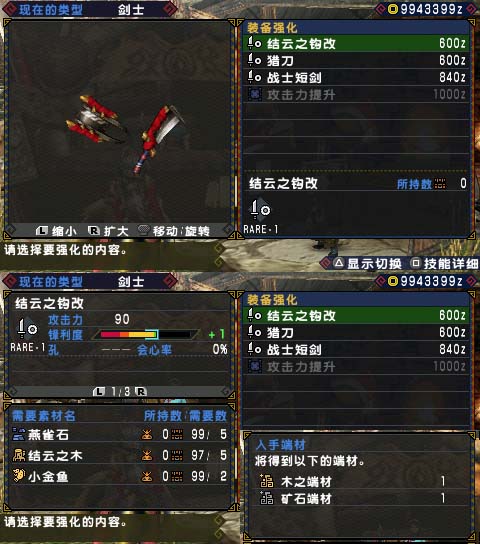 现在的类型 剑士
9943399z
装备强化
结云之钩改 600z
猎刀 600z
战士短剑 840z
攻击力提升 1000z
结云之钩改 所持数 0
RARE-1
L 缩小 R 扩大 移动/旋转
请选择要强化的内容。
△显示切换 □技能详细
现在的类型 剑士
9943399z
结云之钩改
攻击力 90
锋利度 +1
RARE-1 孔 --- 会心率 0%
L 1/3 R
装备强化
结云之钩改 600z
猎刀 600z
战士短剑 840z
攻击力提升 1000z
需要素材名 所持数/需要数
燕雀石 0 99/ 5
结云之木 0 97/ 5
小金鱼 0 99/ 2
入手端材
将得到以下的端材。
木之端材 1
矿石端材 1
请选择要强化的内容。